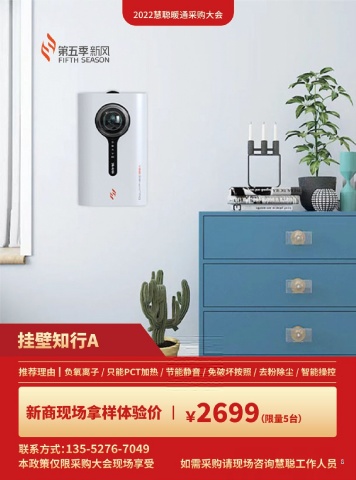 2022慧聪暖通采购大会
第五季新风
FIFTH SEASON
挂壁知行A
推荐理由 | 负氧离子 / 只能PCT加热 / 节能静音 / 免破坏按照 / 去粉除尘 / 智能操控
新商现场拿样体验价 | ¥2699(限量5台)
联系方式:135-5276-7049
本政策仅限采购大会现场享受 如需采购请现场咨询慧聪工作人员